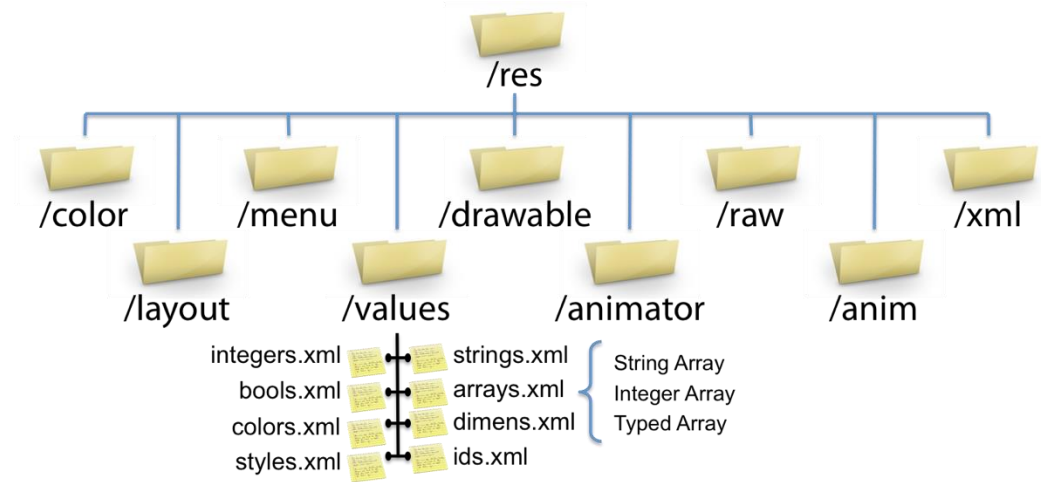 /res
/color
/menu
/drawable
/raw
/xml
/layout
/values
/animator
/anim
integers.xml
strings.xml
bools.xml
arrays.xml
colors.xml
dimens.xml
styles.xml
ids.xml
String Array
Integer Array
Typed Array